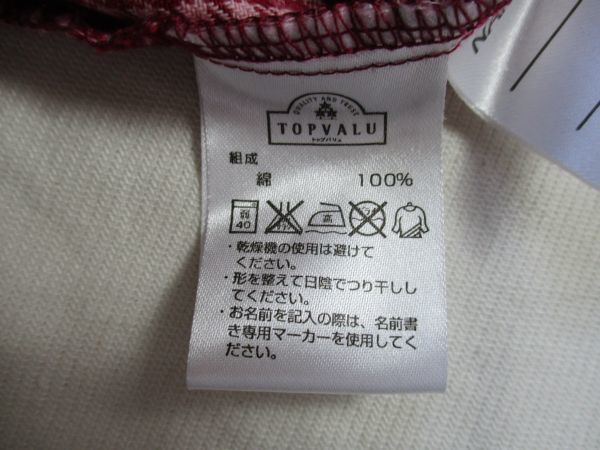 QUALITY AND TRUST
TOPVALU
トップバリュ
組成
綿 100%
弱
40
高
ドライ
・乾燥機の使用は避けて
ください。
・形を整えて日陰でつり干しし
てください。
・お名前を記入の際は、名前書
き専用マーカーを使用してく
ださい。